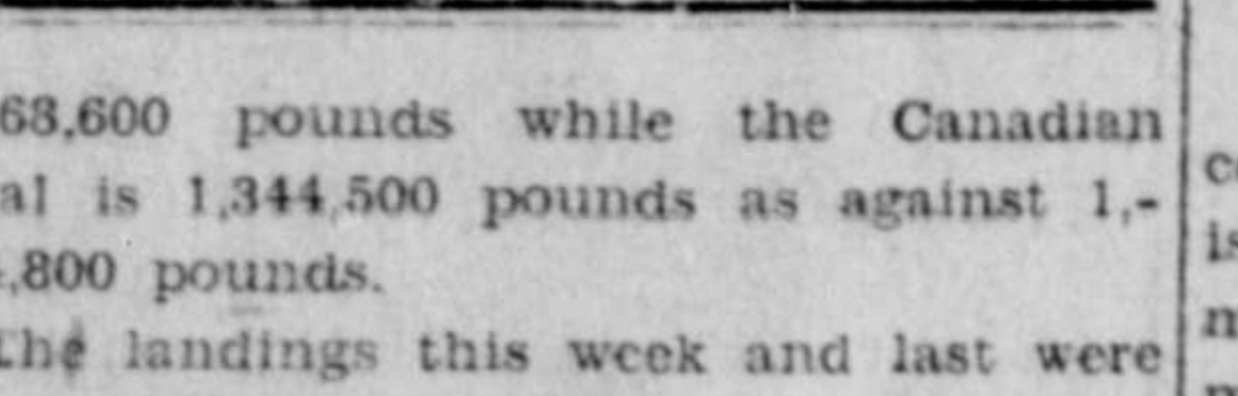 68,600 pounds while the Canadian
al is 1,344,500 pounds as against 1,-
,800 pounds.
The landings this week and last were